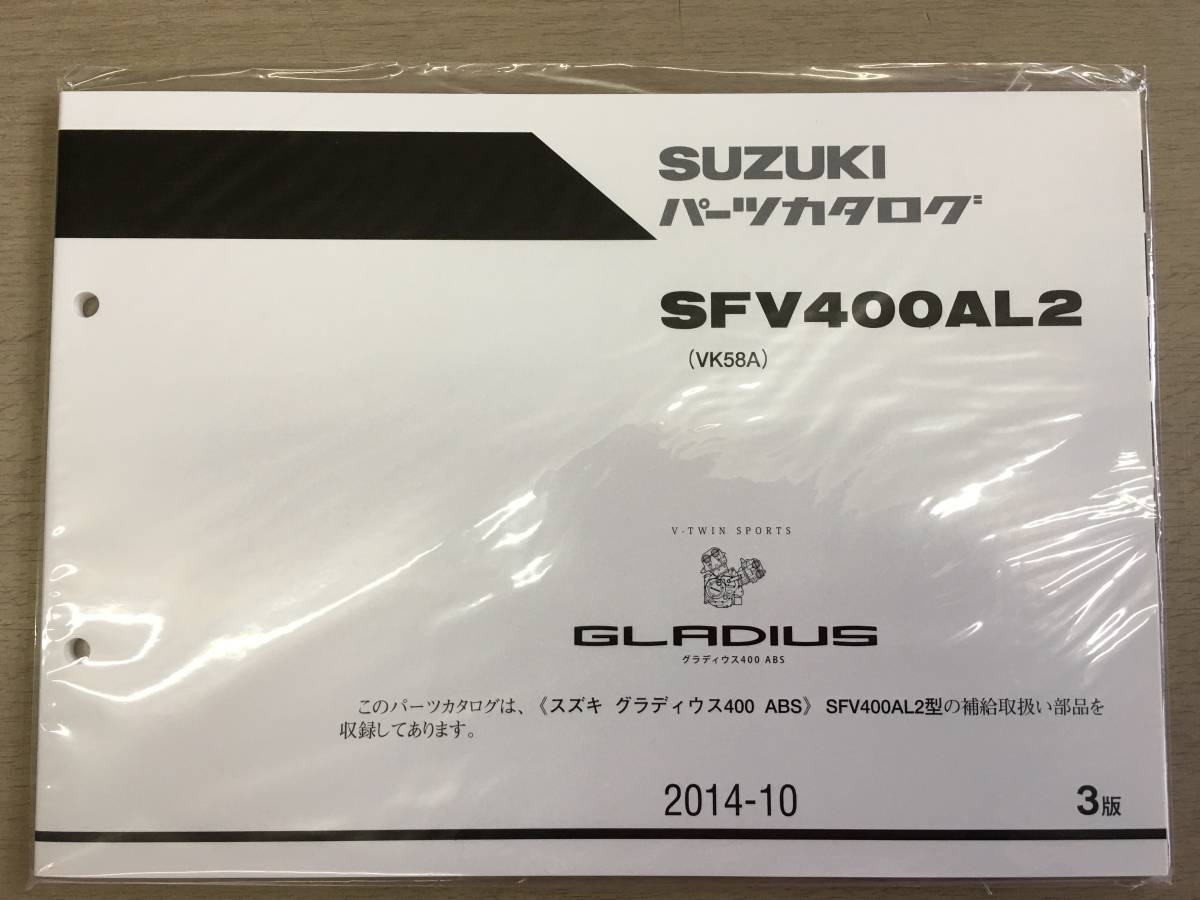 SUZUKI
パーツカタログ
SFV400AL2
（VK58A）
V-TWIN SPORTS
GLADIUS
グラディウス400 ABS
このパーツカタログは、《スズキ グラディウス400 ABS》 SFV400AL2型の補給取扱い部品を
収録してあります。
2014-10
3版